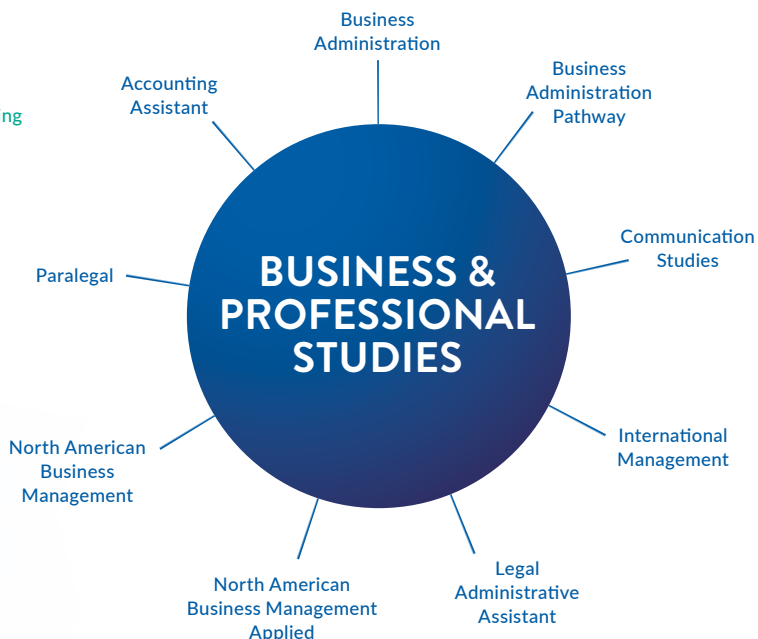 Business
Administration
Business
Administration
Pathway
Accounting
Assistant
ing
Communication
Studies
BUSINESS &
PROFESSIONAL
STUDIES
Paralegal
International
Management
North American
Business
Management
Legal
Administrative
Assistant
North American
Business Management
Applied